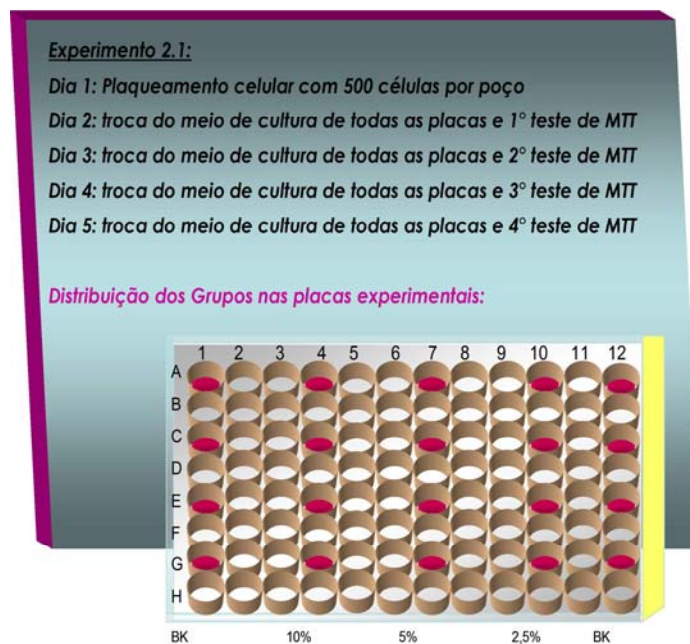 Experimento 2.1:
Dia 1: Plaqueamento celular com 500 células por poço
Dia 2: troca do meio de cultura de todas as placas e 1° teste de MTT
Dia 3: troca do meio de cultura de todas as placas e 2° teste de MTT
Dia 4: troca do meio de cultura de todas as placas e 3° teste de MTT
Dia 5: troca do meio de cultura de todas as placas e 4° teste de MTT
Distribuição dos Grupos nas placas experimentais:
1 2 3 4 5 6 7 8 9 10 11 12
A
B
C
D
E
F
G
H
BK 10% 5% 2,5% BK